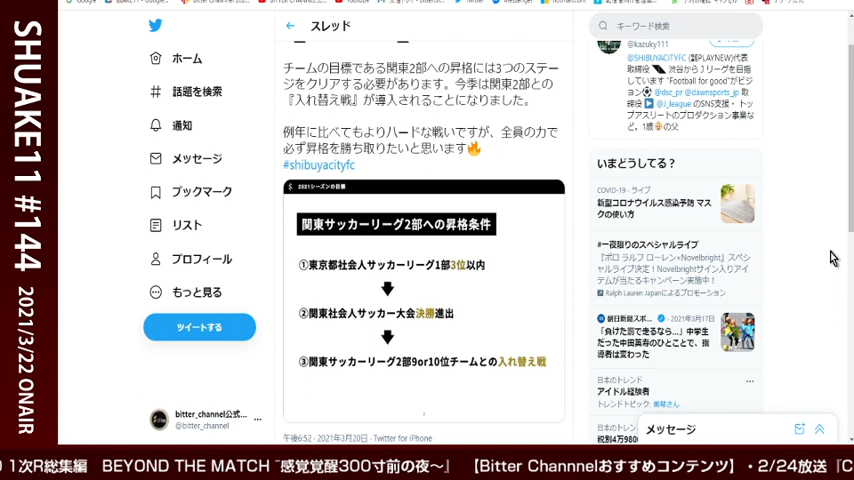 SHUAKE11 #144
2021/3/22 ONAIR
スレッド
キーワード検索
ホーム
話題を検索
通知
メッセージ
ブックマーク
リスト
プロフィール
もっと見る
ツイートする
bitter_channel公式...
@bitter_channel
チームの目標である関東2部への昇格には3つのステー
ジをクリアする必要があります。今季は関東2部との
『入れ替え戦』が導入されることになりました。
例年に比べてもよりハードな戦いですが、全員の力で
必ず昇格を勝ち取りたいと思います🔥
#shibuyacityfc
2021シーズンの目標
関東サッカーリーグ2部への昇格条件
①東京都社会人サッカーリーグ1部3位以内
②関東社会人サッカー大会決勝進出
③関東サッカーリーグ2部9or10位チームとの入れ替え戦
午後6:52 · 2021年3月20日 · Twitter for iPhone
@kazuky111
@SHIBUYACITYFC (㈱PLAYNEW)代表
取締役 渋谷から J リーグを目指
しています "Football for good"がビジ
ョン⚽ @dsc_pr @dawnsports_jp 取
締役 @J_league のSNS支援・トッ
プアスリートのプロダクション事業な
ど。1歳の父
いまどうしてる？
COVID-19 · ライブ
新型コロナウイルス感染予防 マス
クの使い方
#一夜限りのスペシャルライブ
『ポロ ラルフ ローレン×Novelbright』スペシ
ャルライブ決定！Novelbrightサイン入りアイ
テムが当たるキャンペーン実施中！
Ralph Lauren Japanによるプロモーション
朝日新聞スポ... · 2021年3月17日
「負けた罰で走るなら...」中学生
だった中田英寿のひとことで、指
導者は変わった
日本のトレンド
アイドル経験者
トレンドトピック: 美琴さん
日本のトレンド
税別4万980
メッセージ
1次R総集編 BEYOND THE MATCH ¨感覚覚醒300寸前の夜～』 【Bitter Channnelおすすめコンテンツ】・2/24放送『C